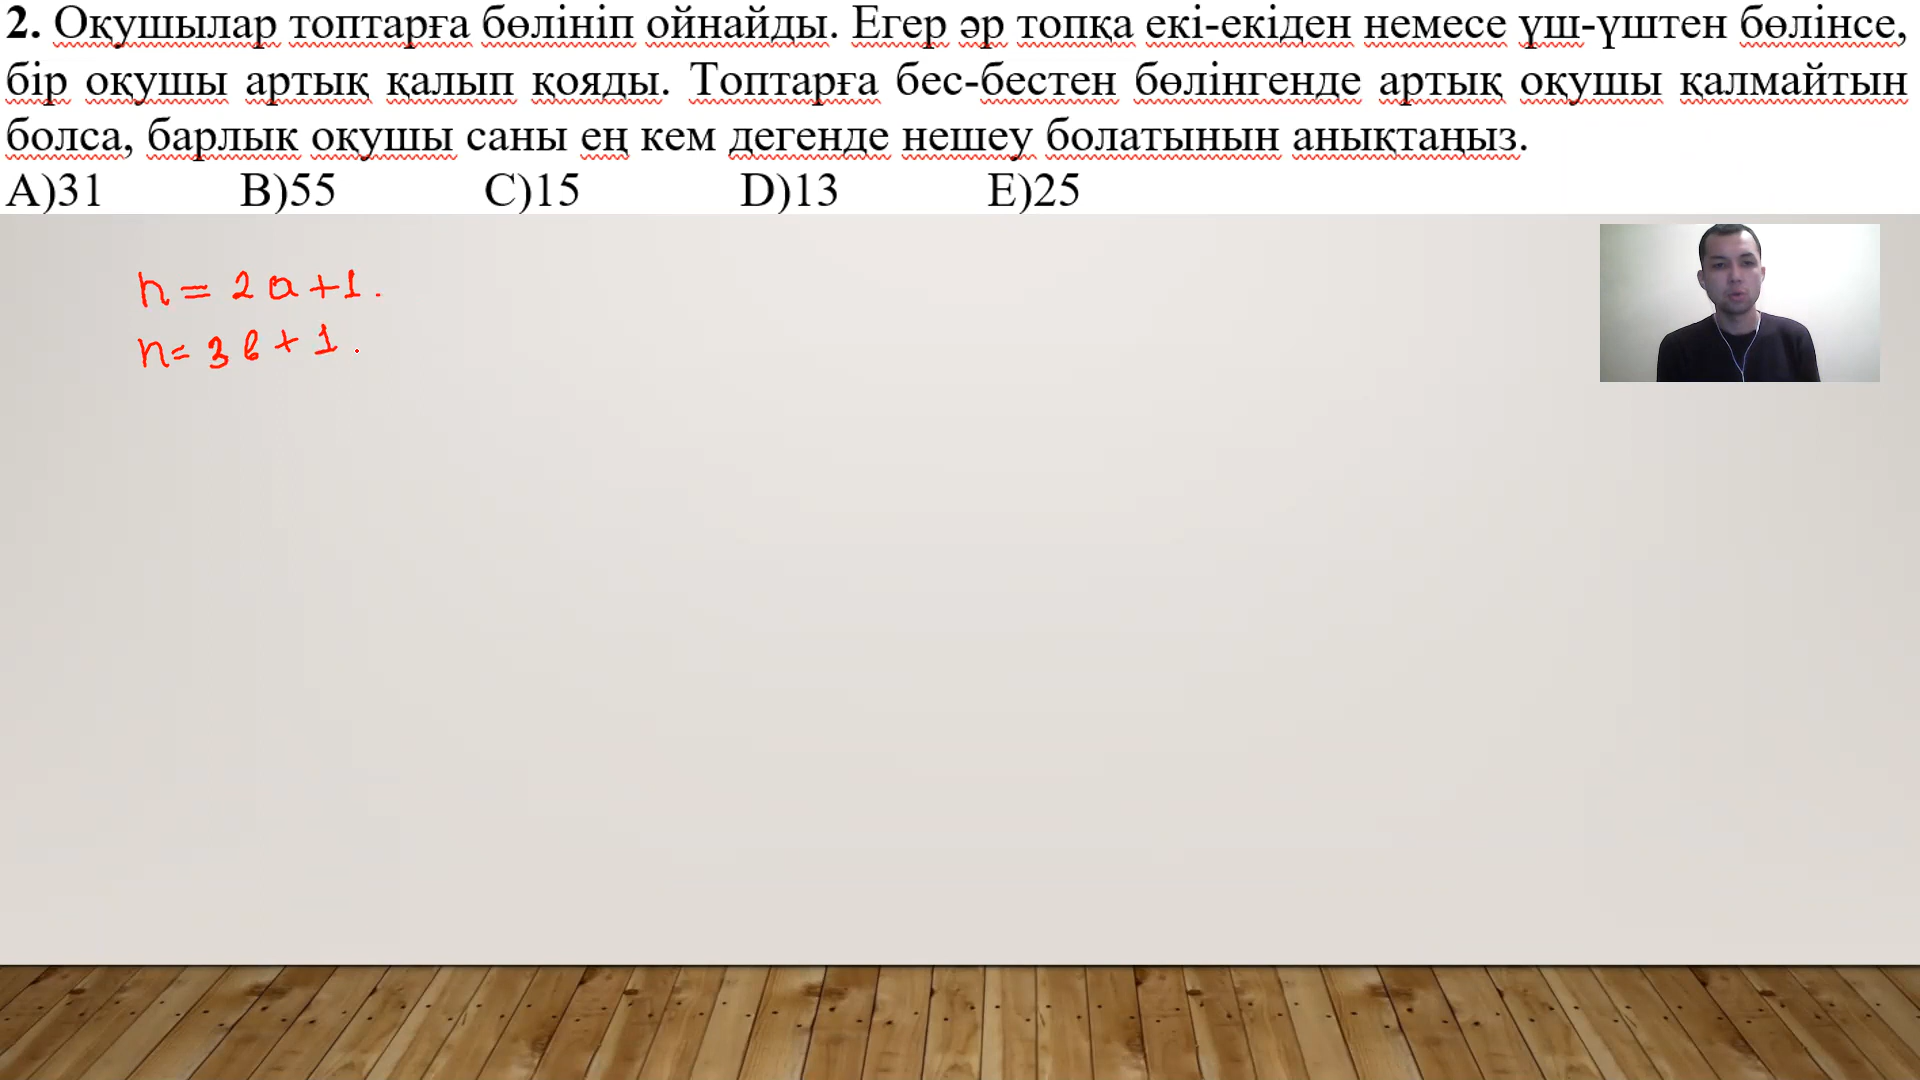 2. Оқушылар топтарға бөлініп ойнайды. Егер әр топқа екі-екіден немесе үш-үштен бөлінсе,
бір оқушы артық қалып қояды. Топтарға бес-бестен бөлінгенде артық оқушы қалмайтын
болса, барлық оқушы саны ең кем дегенде нешеу болатынын анықтаңыз.
A)31 B)55 C)15 D)13 E)25
n = 2a+1.
n = 3b + 1.